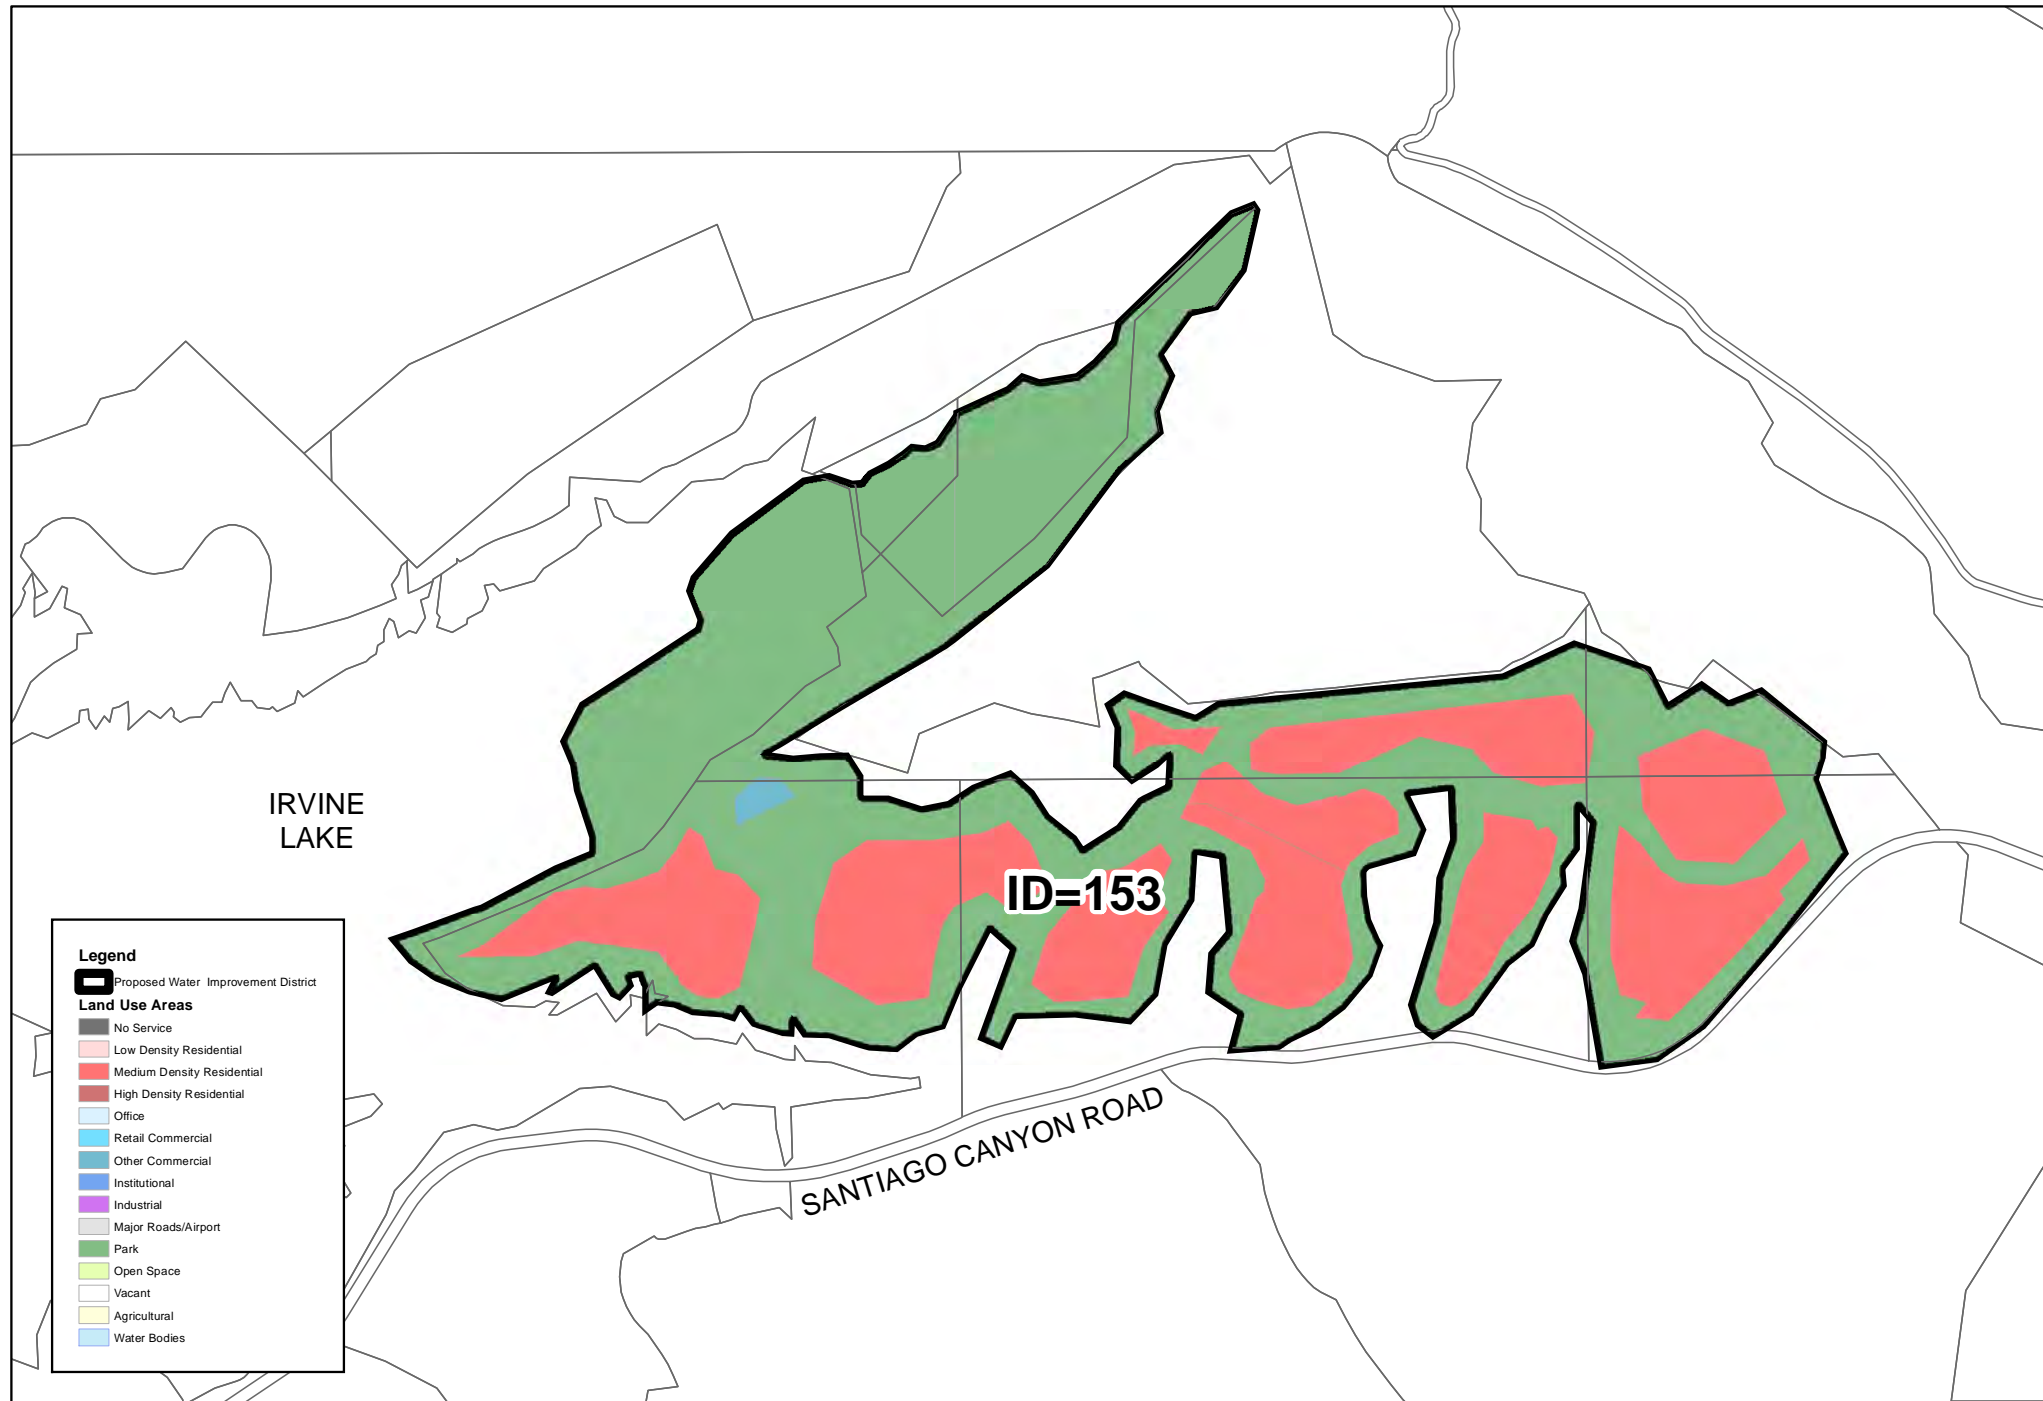 IRVINE
LAKE
ID=153
SANTIAGO CANYON ROAD
Legend
Proposed Water Improvement District
Land Use Areas
No Service
Low Density Residential
Medium Density Residential
High Density Residential
Office
Retail Commercial
Other Commercial
Institutional
Industrial
Major Roads/Airport
Park
Open Space
Vacant
Agricultural
Water Bodies